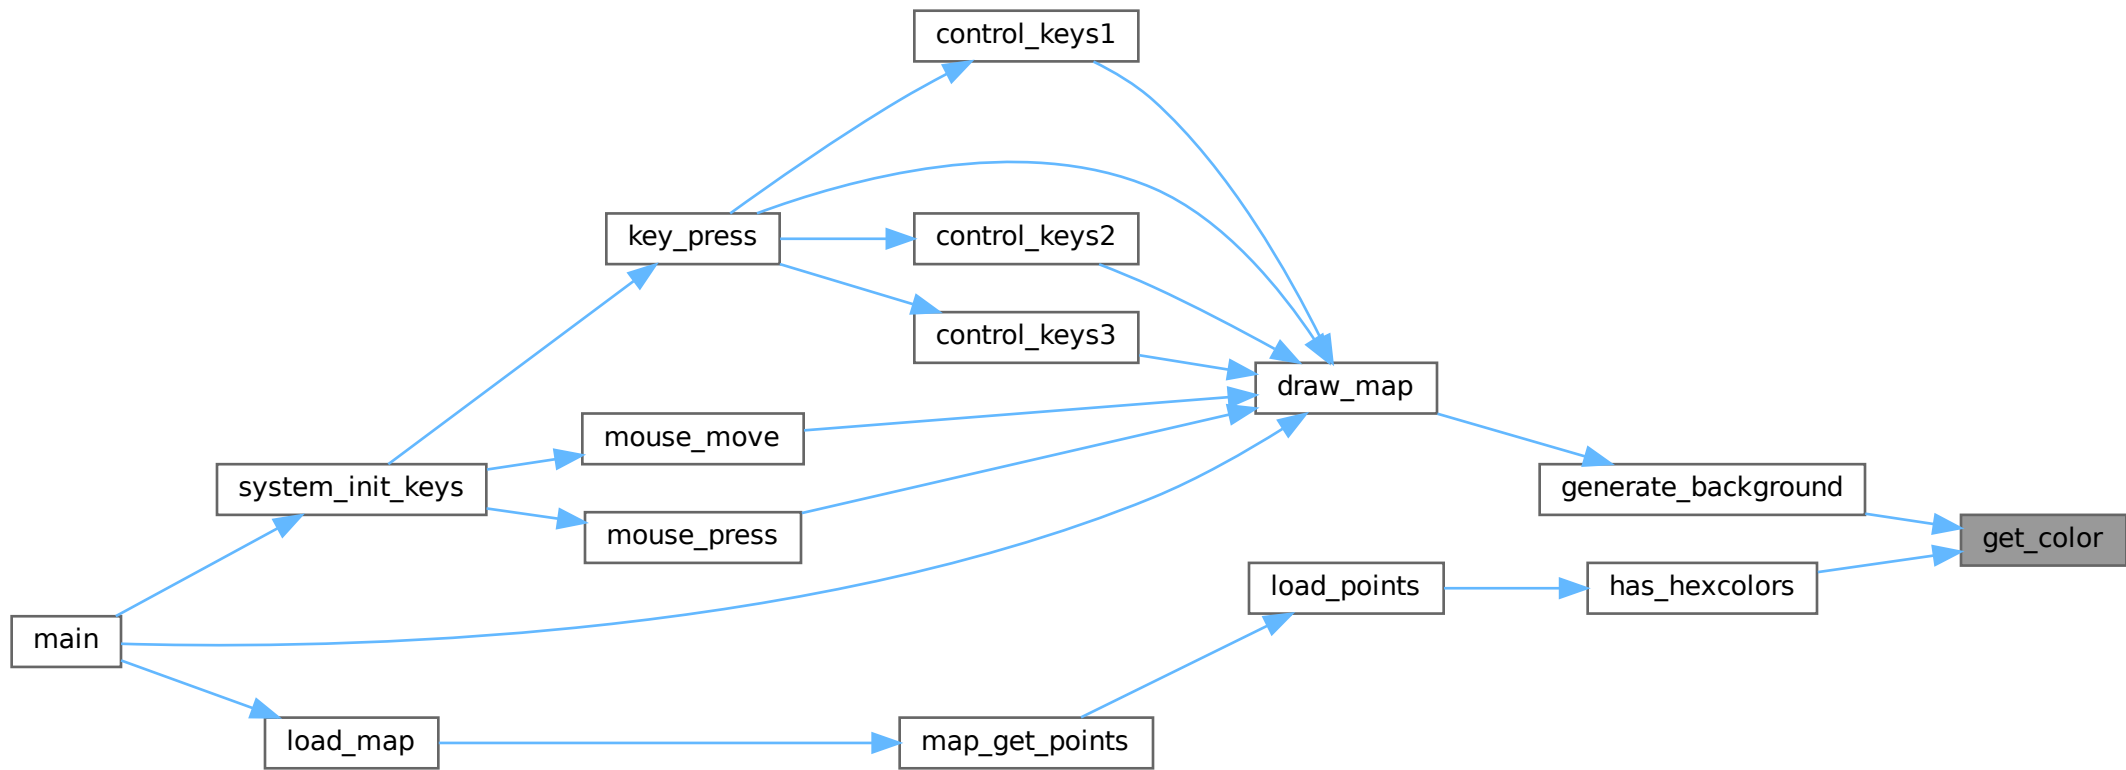 control_keys1
key_press
control_keys2
control_keys3
draw_map
mouse_move
system_init_keys
generate_background
mouse_press
get_color
load_points
has_hexcolors
main
load_map
map_get_points